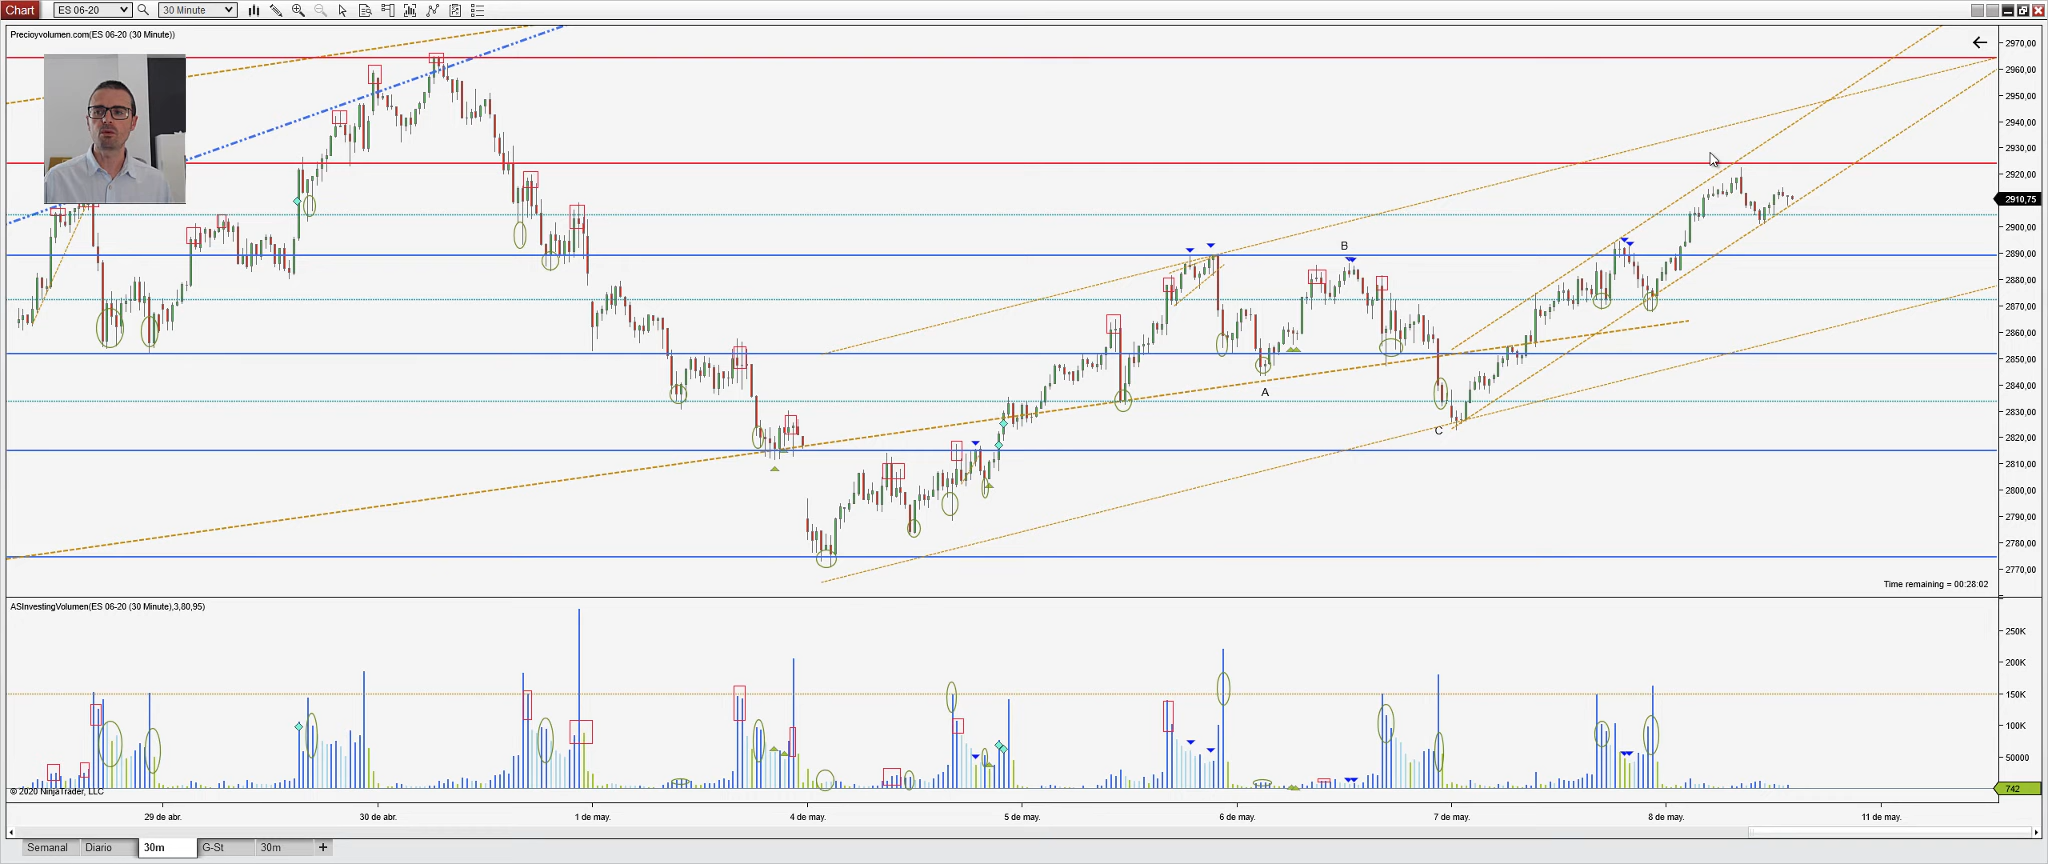 Chart ES 06-20 30 Minute
Precioyvolumen.com(ES 06-20 (30 Minute))
2970,00
2960,00
2950,00
2940,00
2930,00
2920,00
2910,75
2900,00
2890,00
2880,00
2870,00
2860,00
2850,00
2840,00
2830,00
2820,00
2810,00
2800,00
2790,00
2780,00
2770,00
B
A
C
Time remaining = 00:28:02
ASInvestingVolumen(ES 06-20 (30 Minute),3,80,95)
250K
200K
150K
100K
50000
742
© 2020 NinjaTrader, LLC
29 de abr. 30 de abr. 1 de may. 4 de may. 5 de may. 6 de may. 7 de may. 8 de may. 11 de may.
Semanal Diario 30m G-St 30m +